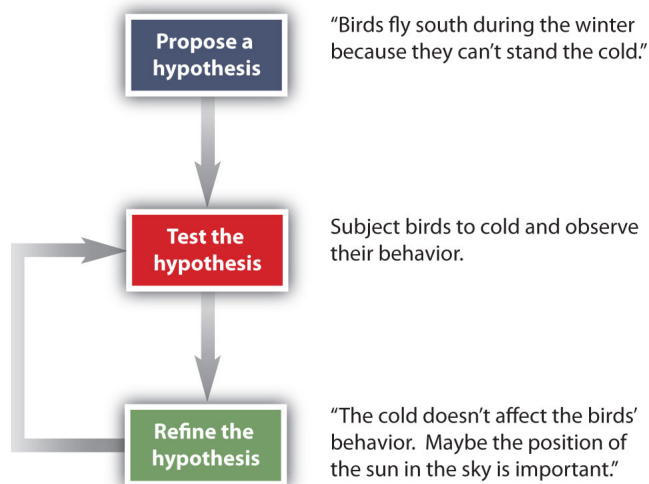 Propose a
hypothesis
“Birds fly south during the winter
because they can’t stand the cold.”
Test the
hypothesis
Subject birds to cold and observe
their behavior.
Refine the
hypothesis
“The cold doesn’t affect the birds’
behavior.  Maybe the position of
the sun in the sky is important.”